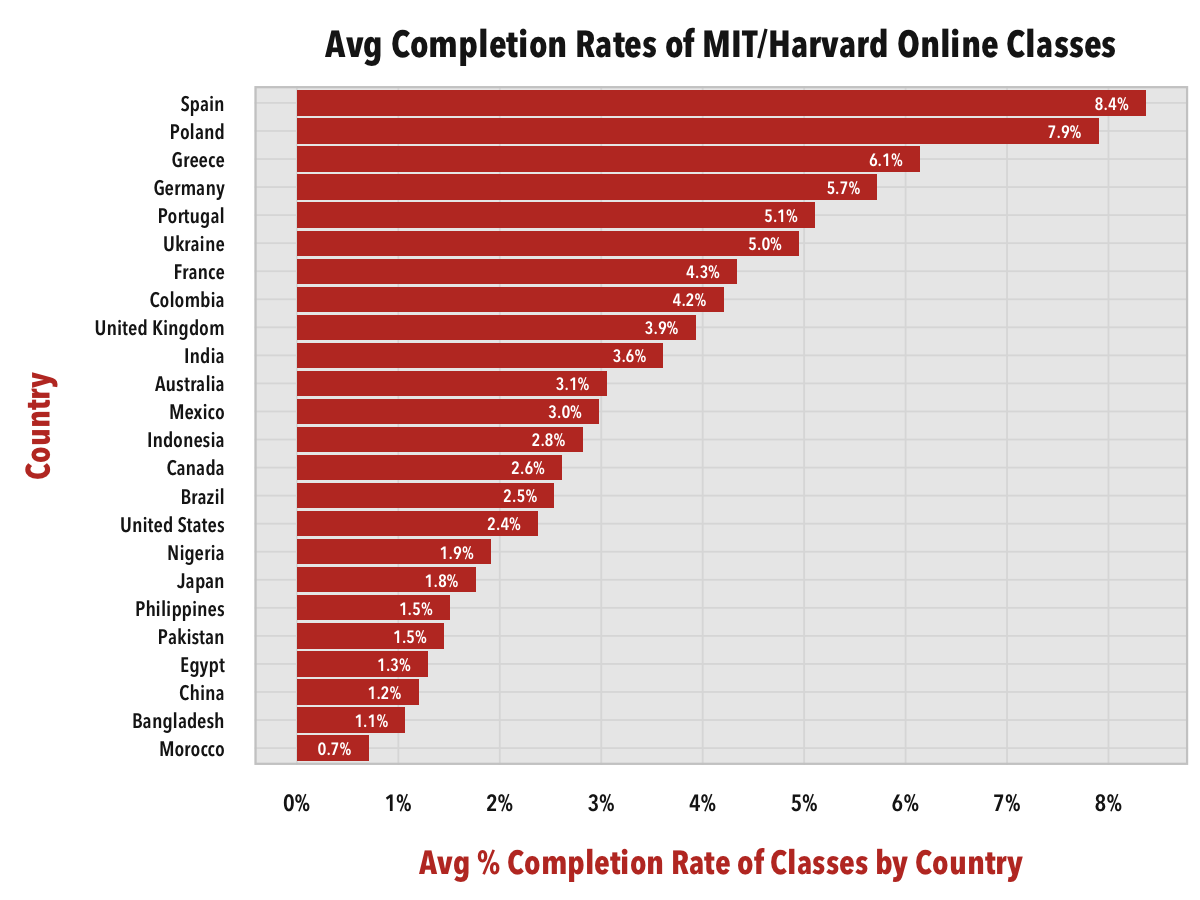 Avg Completion Rates of MIT/Harvard Online Classes
Country
Spain 8.4%
Poland 7.9%
Greece 6.1%
Germany 5.7%
Portugal 5.1%
Ukraine 5.0%
France 4.3%
Colombia 4.2%
United Kingdom 3.9%
India 3.6%
Australia 3.1%
Mexico 3.0%
Indonesia 2.8%
Canada 2.6%
Brazil 2.5%
United States 2.4%
Nigeria 1.9%
Japan 1.8%
Philippines 1.5%
Pakistan 1.5%
Egypt 1.3%
China 1.2%
Bangladesh 1.1%
Morocco 0.7%
0% 1% 2% 3% 4% 5% 6% 7% 8%
Avg % Completion Rate of Classes by Country